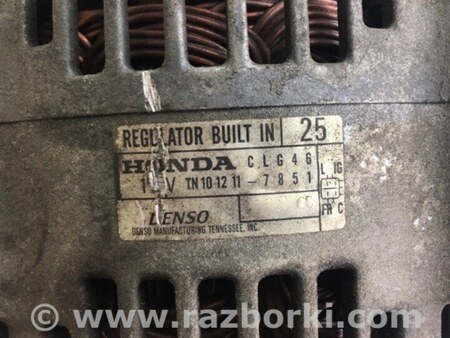 REGULATOR BUILT IN 25
HONDA CLG46
12V TN101211-7851
L IG
FR C
DENSO
DENSO MANUFACTURING TENNESSEE, INC.
© www.razborki.com